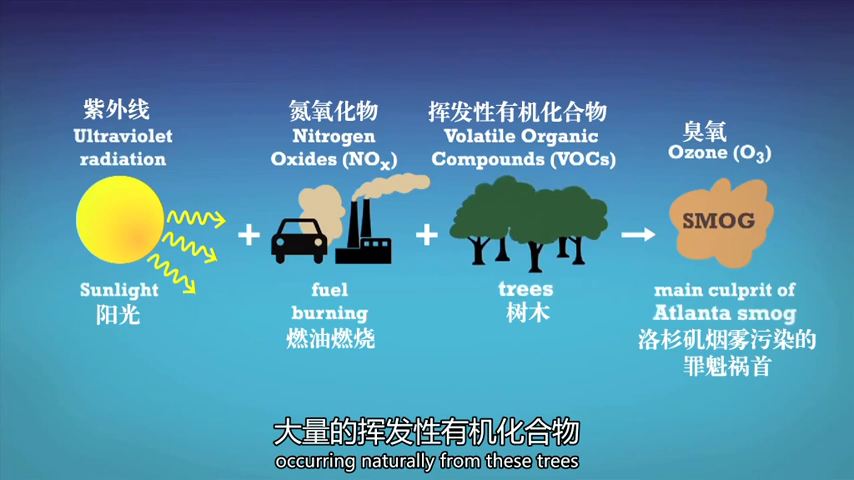 紫外线
Ultraviolet
radiation
Sunlight
阳光
+
氮氧化物
Nitrogen
Oxides (NOx)
fuel
burning
燃油燃烧
+
挥发性有机化合物
Volatile Organic
Compounds (VOCs)
trees
树木
臭氧
Ozone (O3)
SMOG
main culprit of
Atlanta smog
洛杉矶烟雾污染的
罪魁祸首
大量的挥发性有机化合物
occurring naturally from these trees